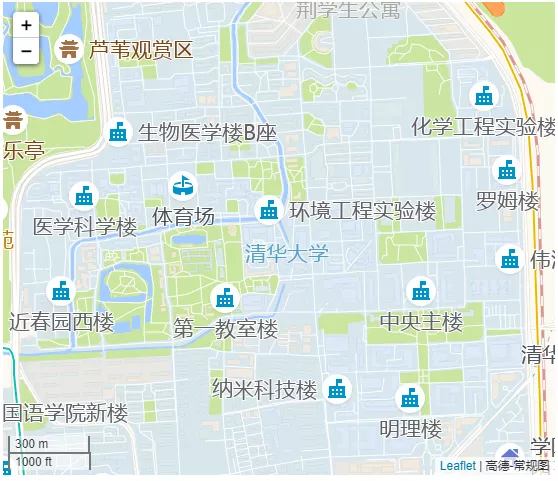 荆学生公寓
+
−
芦苇观赏区
化学工程实验楼
生物医学楼B座
乐亭
罗姆楼
医学科学楼
体育场
环境工程实验楼
苑
清华大学
伟
近春园西楼
第一教室楼
中央主楼
清华
纳米科技楼
国语学院新楼
明理楼
300 m
1000 ft
学
Leaflet | 高德-常规图